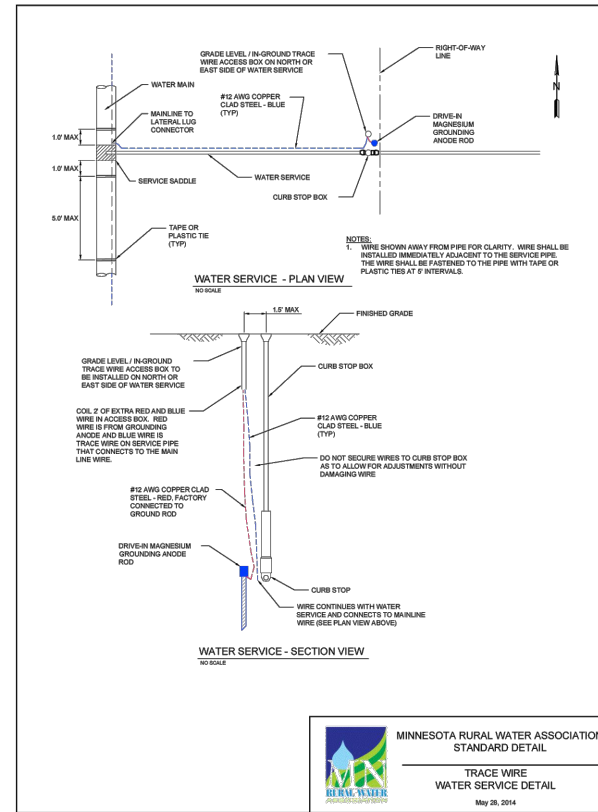 GRADE LEVEL / IN-GROUND TRACE
WIRE ACCESS BOX ON NORTH OR
EAST SIDE OF WATER SERVICE
RIGHT-OF-WAY
LINE
N
WATER MAIN
#12 AWG COPPER
CLAD STEEL - BLUE
(TYP)
MAINLINE TO
LATERAL LUG
CONNECTOR
DRIVE-IN
MAGNESIUM
GROUNDING
ANODE ROD
1.0' MAX
1.0' MAX
SERVICE SADDLE
WATER SERVICE
CURB STOP BOX
5.0' MAX
TAPE OR
PLASTIC TIE
(TYP)
NOTES:
1. WIRE SHOWN AWAY FROM PIPE FOR CLARITY. WIRE SHALL BE
INSTALLED IMMEDIATELY ADJACENT TO THE SERVICE PIPE.
THE WIRE SHALL BE FASTENED TO THE PIPE WITH TAPE OR
PLASTIC TIES AT 5' INTERVALS.
WATER SERVICE - PLAN VIEW
NO SCALE
1.5' MAX
FINISHED GRADE
GRADE LEVEL / IN-GROUND
TRACE WIRE ACCESS BOX TO
BE INSTALLED ON NORTH OR
EAST SIDE OF WATER SERVICE
CURB STOP BOX
COIL 2' OF EXTRA RED AND BLUE
WIRE IN ACCESS BOX. RED
WIRE IS FROM GROUNDING
ANODE AND BLUE WIRE IS
TRACE WIRE ON SERVICE PIPE
THAT CONNECTS TO THE MAIN
LINE WIRE.
#12 AWG COPPER
CLAD STEEL - BLUE
(TYP)
DO NOT SECURE WIRES TO CURB STOP BOX
AS TO ALLOW FOR ADJUSTMENTS WITHOUT
DAMAGING WIRE
#12 AWG COPPER CLAD
STEEL - RED, FACTORY
CONNECTED TO
GROUND ROD
DRIVE-IN MAGNESIUM
GROUNDING ANODE
ROD
CURB STOP
WIRE CONTINUES WITH WATER
SERVICE AND CONNECTS TO MAINLINE
WIRE (SEE PLAN VIEW ABOVE)
WATER SERVICE - SECTION VIEW
NO SCALE
MN
RURAL WATER
ASSOCIATION
MINNESOTA RURAL WATER ASSOCIATION
STANDARD DETAIL
TRACE WIRE
WATER SERVICE DETAIL
May 28, 2014